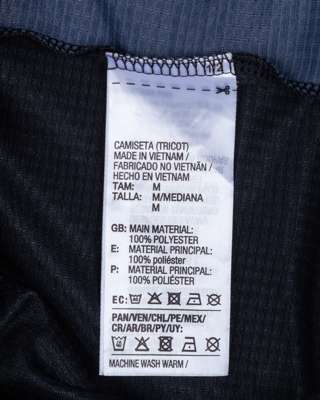 12
CAMISETA (TRICOT)
MADE IN VIETNAM /
FABRICADO NO VIETNÃN /
HECHO EN VIETNAM
TAM: M
TALLA: M/MEDIANA
M
GB: MAIN MATERIAL:
100% POLYESTER
E: MATERIAL PRINCIPAL:
100% poliéster
P: MATERIAL PRINCIPAL:
100% POLIÉSTER
EC:
PAN/VEN/CHL/PE/MEX/
CR/AR/BR/PY/UY:
MACHINE WASH WARM /